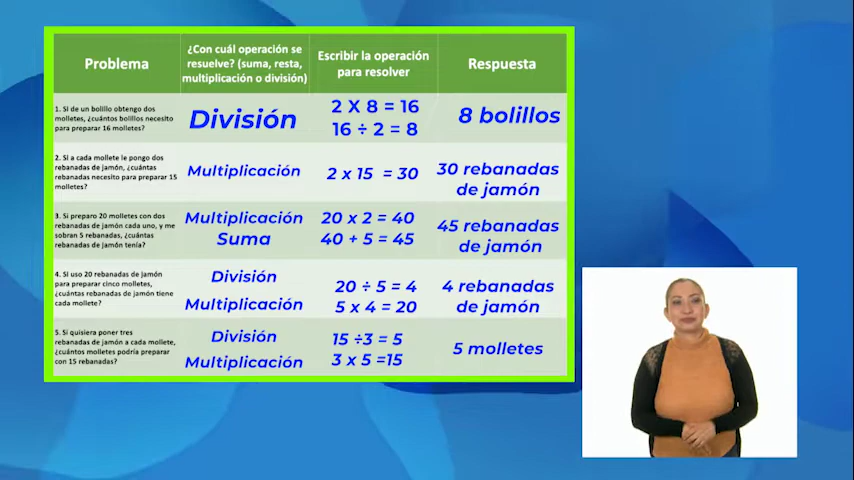 Problema
¿Con cuál operación se
resuelve? (suma, resta,
multiplicación o división)
Escribir la operación
para resolver
Respuesta
1. Si de un bolillo obtengo dos
molletes, ¿cuántos bolillos necesito
para preparar 16 molletes?
División
2 X 8 = 16
16 ÷ 2 = 8
8 bolillos
2. Si a cada mollete le pongo dos
rebanadas de jamón, ¿cuántas
rebanadas necesito para preparar 15
molletes?
Multiplicación
2 x 15 = 30
30 rebanadas
de jamón
3. Si preparo 20 molletes con dos
rebanadas de jamón cada uno, y me
sobran 5 rebanadas, ¿cuántas
rebanadas de jamón tenía?
Multiplicación
Suma
20 x 2 = 40
40 + 5 = 45
45 rebanadas
de jamón
4. Si uso 20 rebanadas de jamón
para preparar cinco molletes,
¿cuántas rebanadas de jamón tiene
cada mollete?
División
Multiplicación
20 ÷ 5 = 4
5 x 4 = 20
4 rebanadas
de jamón
5. Si quisiera poner tres
rebanadas de jamón a cada mollete,
¿cuántos molletes podría preparar
con 15 rebanadas?
División
Multiplicación
15 ÷3 = 5
3 x 5 =15
5 molletes